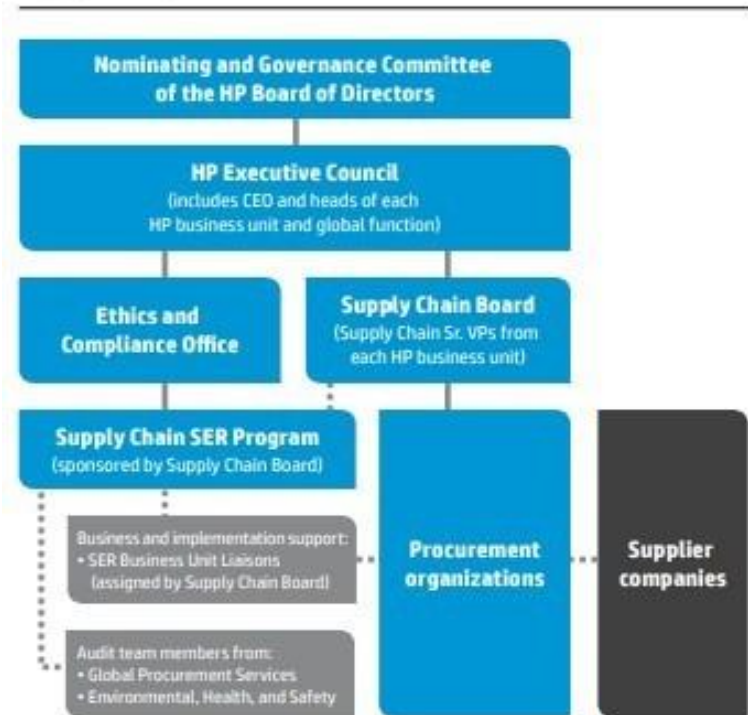 Nominating and Governance Committee
of the HP Board of Directors
HP Executive Council
(includes CEO and heads of each
HP business unit and global function)
Ethics and
Compliance Office
Supply Chain Board
(Supply Chain Sr. VPs from
each HP business unit)
Supply Chain SER Program
(sponsored by Supply Chain Board)
Business and implementation support:
• SER Business Unit Liaisons
(assigned by Supply Chain Board)
Audit team members from:
• Global Procurement Services
• Environmental, Health, and Safety
Procurement
organizations
Supplier
companies